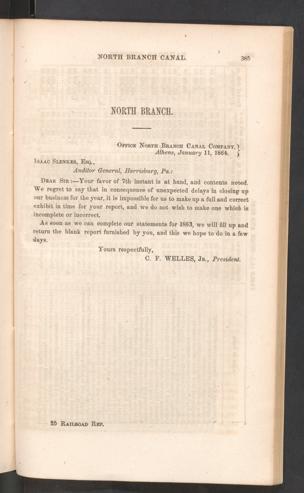 NORTH BRANCH CANAL 385
NORTH BRANCH.
OFFICE NORTH BRANCH CANAL COMPANY,
Athens, January 11, 1864.
ISAAC SLENKER, ESQ.,
Auditor General, Harrisburg, Pa.:
DEAR SIR:—Your favor of 7th instant is at hand, and contents noted.
We regret to say that in consequence of unexpected delays in closing up
our business for the year, it is impossible for us to make up a full and correct
exhibit in time for your report, and we do not wish to make one which is
incomplete or incorrect.
As soon as we can complete our statements for 1863, we will fill up and
return the blank report furnished by you, and this we hope to do in a few
days.
Yours respectfully,
C. F. WELLES, JR., President.
25 RAILROAD REP.